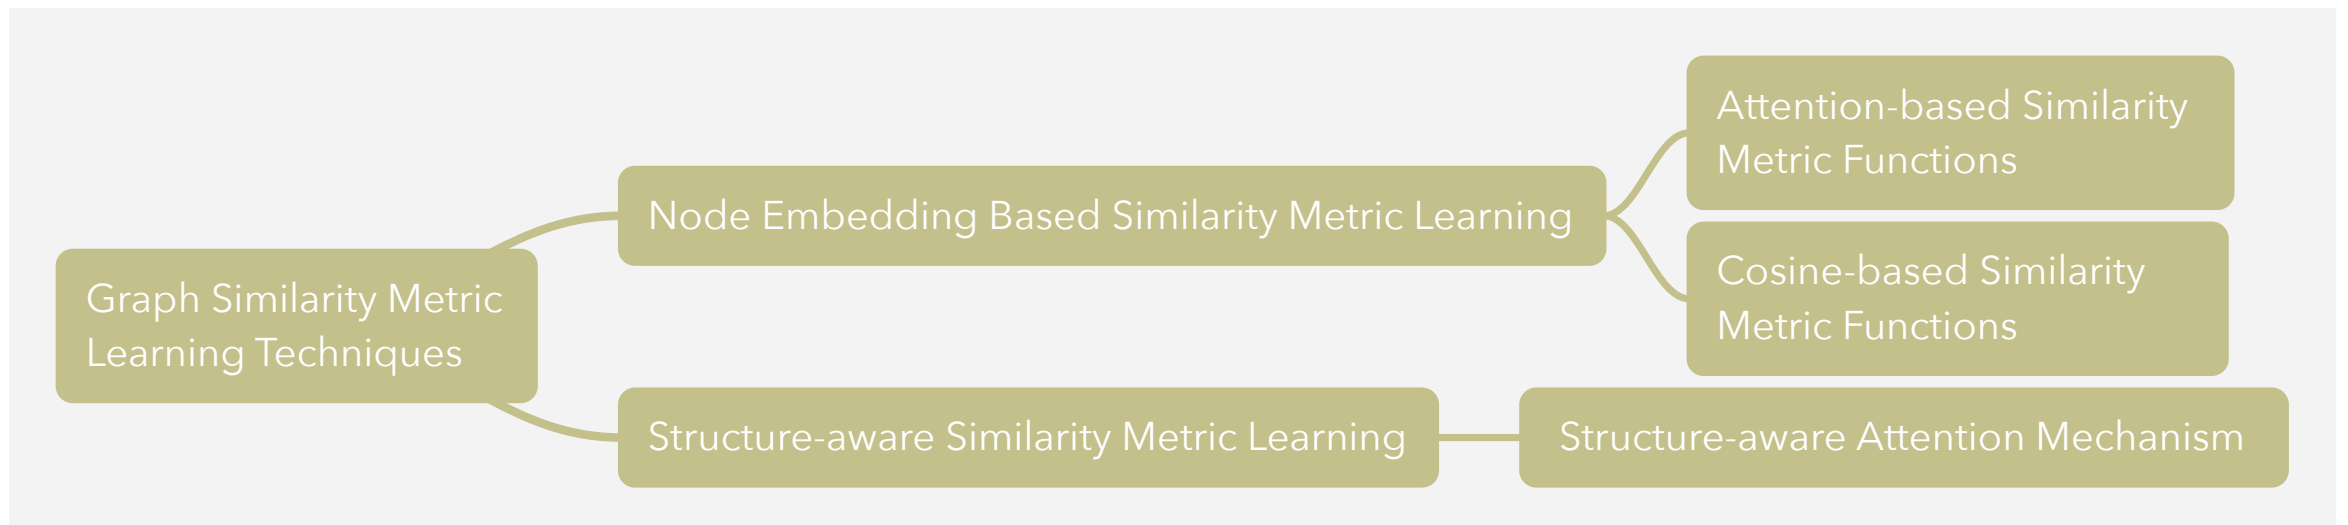 Graph Similarity Metric
Learning Techniques
Node Embedding Based Similarity Metric Learning
Attention-based Similarity
Metric Functions
Cosine-based Similarity
Metric Functions
Structure-aware Similarity Metric Learning
Structure-aware Attention Mechanism